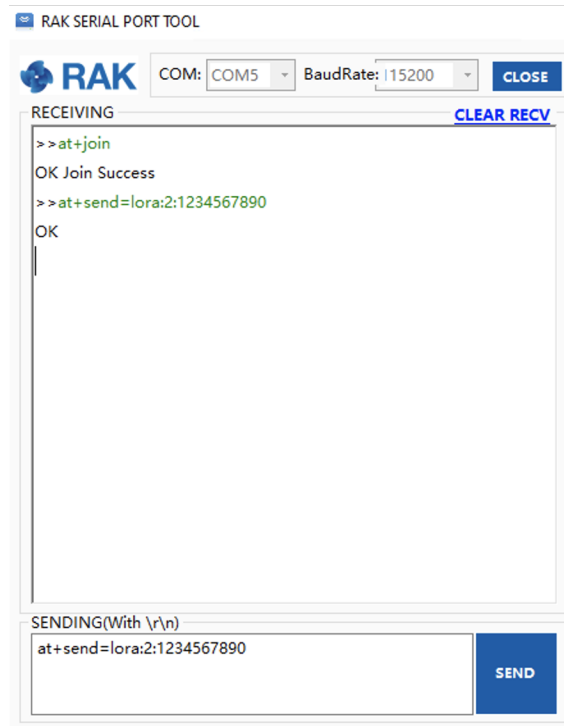 RAK SERIAL PORT TOOL
RAK COM: COM5 BaudRate: 115200 CLOSE
RECEIVING CLEAR RECV
>>at+join
OK Join Success
>>at+send=lora:2:1234567890
OK
SENDING(With \r\n)
at+send=lora:2:1234567890
SEND